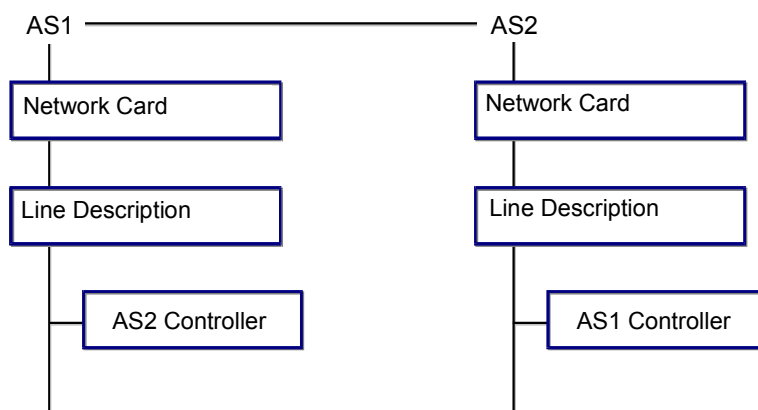 AS1
AS2
Network Card
Network Card
Line Description
Line Description
AS2 Controller
AS1 Controller